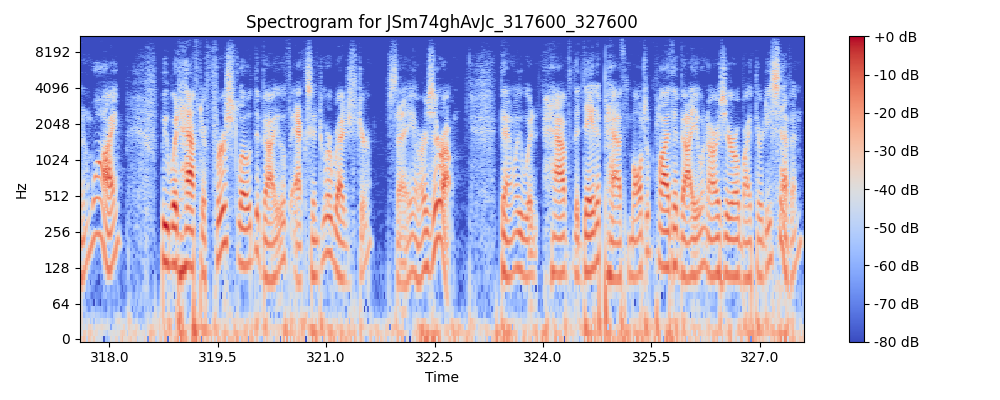 Spectrogram for JSm74ghAvJc_317600_327600
8192
4096
2048
1024
512
256
128
64
0
Hz
318.0
319.5
321.0
322.5
324.0
325.5
327.0
Time
+0 dB
-10 dB
-20 dB
-30 dB
-40 dB
-50 dB
-60 dB
-70 dB
-80 dB